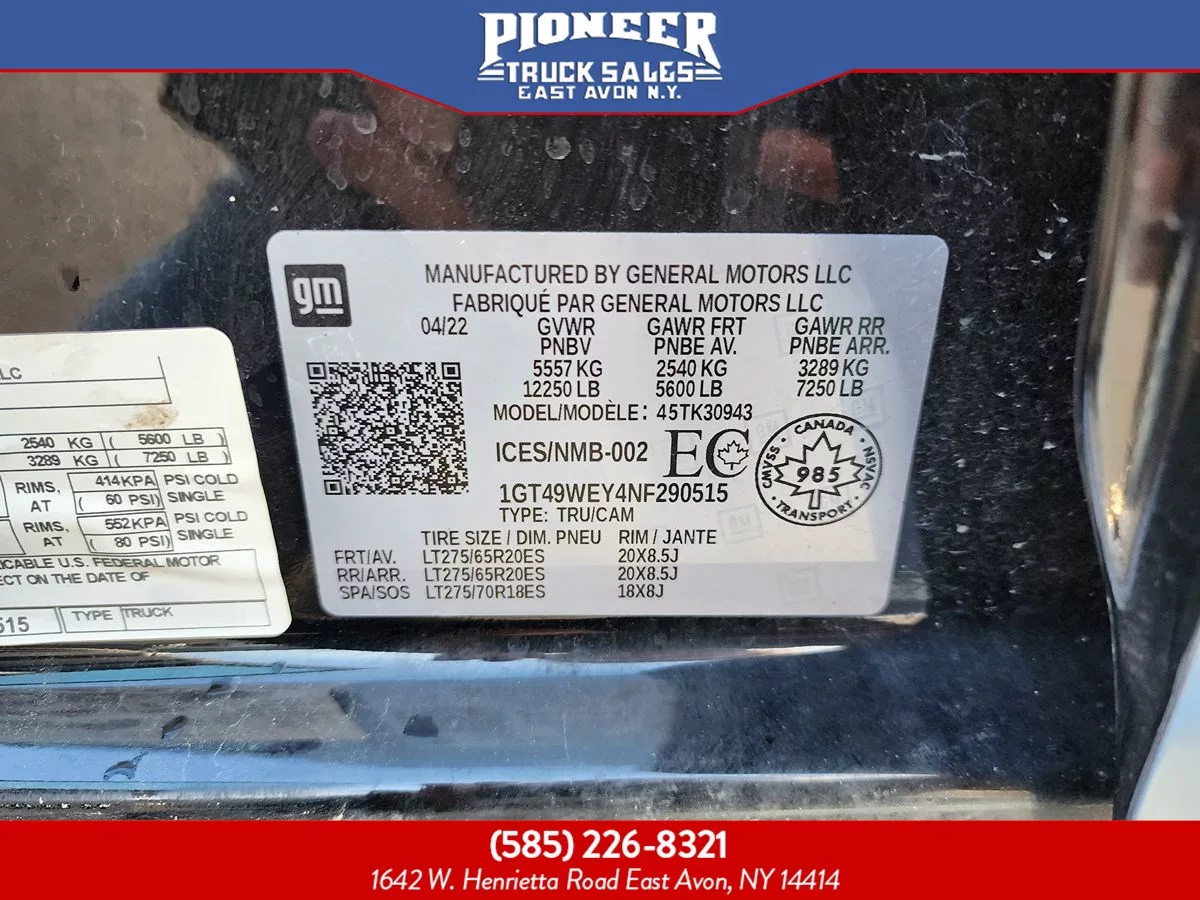 PIONEER
TRUCK SALES
EAST AVON N.Y.
gm
MANUFACTURED BY GENERAL MOTORS LLC
FABRIQUÉ PAR GENERAL MOTORS LLC
04/22 GVWR GAWR FRT GAWR RR
PNBV PNBE AV. PNBE ARR.
5557 KG 2540 KG 3289 KG
12250 LB 5600 LB 7250 LB
MODEL/MODÈLE: 45TK30943
ICES/NMB-002 EC
CANADA
CMVSS 985 NSVAC
TRANSPORT
1GT49WEY4NF290515
TYPE: TRU/CAM
TIRE SIZE / DIM. PNEU RIM / JANTE
FRT/AV. LT275/65R20ES 20X8.5J
RR/ARR. LT275/65R20ES 20X8.5J
SPA/SOS LT275/70R18ES 18X8J
LC
2540 KG ( 5600 LB )
3289 KG ( 7250 LB )
RIMS, AT 414KPA ( 60 PSI) PSI COLD SINGLE
RIMS. AT 552KPA ( 80 PSI) PSI COLD SINGLE
ICABLE U.S. FEDERAL MOTOR
ECT ON THE DATE OF
515 TYPE TRUCK
(585) 226-8321
1642 W. Henrietta Road East Avon, NY 14414